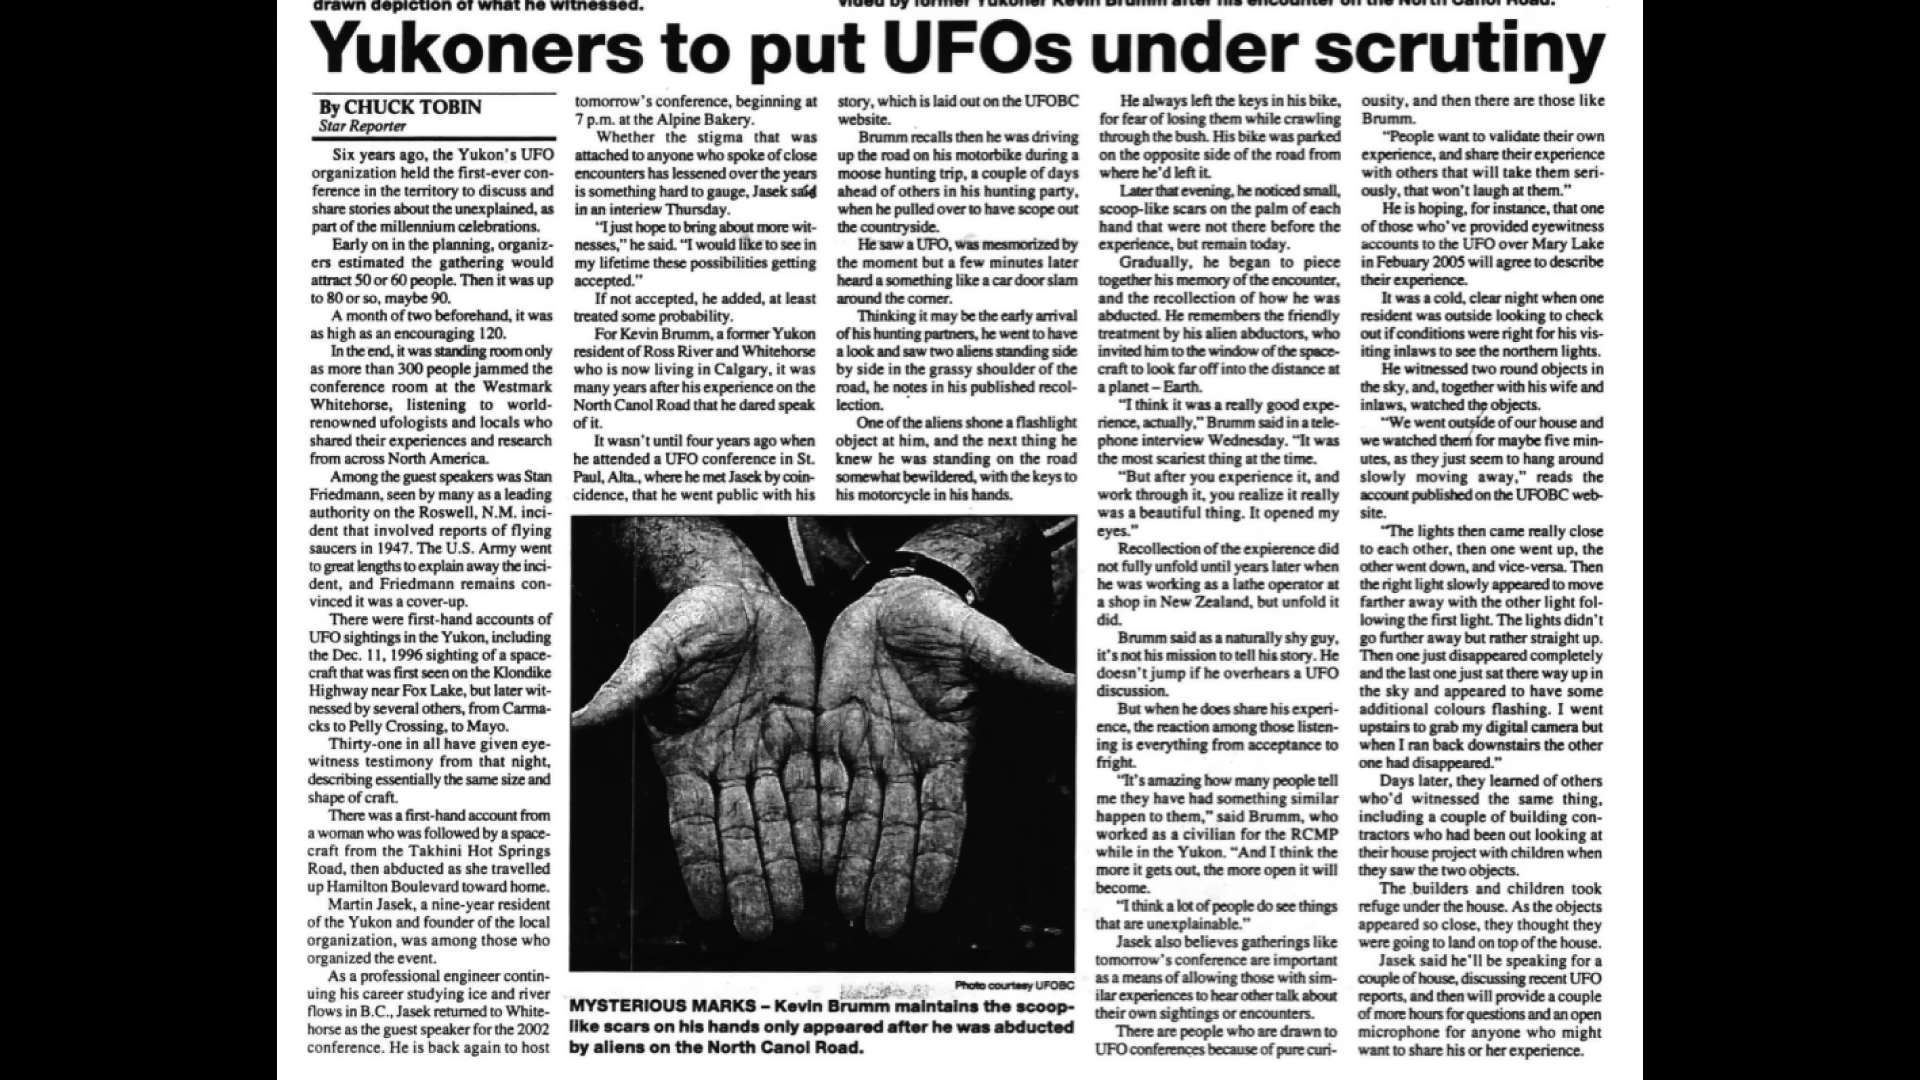 drawn depiction of what he witnessed.
video by former Yukoner Kevin Brumm after his encounter on the North Canol Road.
Yukoners to put UFOs under scrutiny
By CHUCK TOBIN
Star Reporter
Six years ago, the Yukon's UFO
organization held the first-ever con-
ference in the territory to discuss and
share stories about the unexplained, as
part of the millennium celebrations.
Early on in the planning, organiz-
ers estimated the gathering would
attract 50 or 60 people. Then it was up
to 80 or so, maybe 90.
A month of two beforehand, it was
as high as an encouraging 120.
In the end, it was standing room only
as more than 300 people jammed the
conference room at the Westmark
Whitehorse, listening to world-
renowned ufologists and locals who
shared their experiences and research
from across North America.
Among the guest speakers was Stan
Friedmann, seen by many as a leading
authority on the Roswell, N.M. inci-
dent that involved reports of flying
saucers in 1947. The U.S. Army went
to great lengths to explain away the inci-
dent, and Friedmann remains con-
vinced it was a cover-up.
There were first-hand accounts of
UFO sightings in the Yukon, including
the Dec. 11, 1996 sighting of a space-
craft that was first seen on the Klondike
Highway near Fox Lake, but later wit-
nessed by several others, from Carma-
cks to Pelly Crossing, to Mayo.
Thirty-one in all have given eye-
witness testimony from that night,
describing essentially the same size and
shape of craft.
There was a first-hand account from
a woman who was followed by a space-
craft from the Takhini Hot Springs
Road, then abducted as she travelled
up Hamilton Boulevard toward home.
Martin Jasek, a nine-year resident
of the Yukon and founder of the local
organization, was among those who
organized the event.
As a professional engineer contin-
uing his career studying ice and river
flows in B.C., Jasek returned to White-
horse as the guest speaker for the 2002
conference. He is back again to host
tomorrow's conference, beginning at
7 p.m. at the Alpine Bakery.
Whether the stigma that was
attached to anyone who spoke of close
encounters has lessened over the years
is something hard to gauge, Jasek said
in an interiew Thursday.
"I just hope to bring about more wit-
nesses," he said. "I would like to see in
my lifetime these possibilities getting
accepted."
If not accepted, he added, at least
treated some probability.
For Kevin Brumm, a former Yukon
resident of Ross River and Whitehorse
who is now living in Calgary, it was
many years after his experience on the
North Canol Road that he dared speak
of it.
It wasn't until four years ago when
he attended a UFO conference in St.
Paul, Alta., where he met Jasek by coin-
cidence, that he went public with his
story, which is laid out on the UFOBC
website.
Brumm recalls then he was driving
up the road on his motorbike during a
moose hunting trip, a couple of days
ahead of others in his hunting party,
when he pulled over to have scope out
the countryside.
He saw a UFO, was mesmorized by
the moment but a few minutes later
heard a something like a car door slam
around the corner.
Thinking it may be the early arrival
of his hunting partners, he went to have
a look and saw two aliens standing side
by side in the grassy shoulder of the
road, he notes in his published recol-
lection.
One of the aliens shone a flashlight
object at him, and the next thing he
knew he was standing on the road
somewhat bewildered, with the keys to
his motorcycle in his hands.
Photo courtesy UFOBC
MYSTERIOUS MARKS – Kevin Brumm maintains the scoop-
like scars on his hands only appeared after he was abducted
by aliens on the North Canol Road.
He always left the keys in his bike,
for fear of losing them while crawling
through the bush. His bike was parked
on the opposite side of the road from
where he'd left it.
Later that evening, he noticed small,
scoop-like scars on the palm of each
hand that were not there before the
experience, but remain today.
Gradually, he began to piece
together his memory of the encounter,
and the recollection of how he was
abducted. He remembers the friendly
treatment by his alien abductors, who
invited him to the window of the space-
craft to look far off into the distance at
a planet – Earth.
"I think it was a really good expe-
rience, actually," Brumm said in a tele-
phone interview Wednesday. "It was
the most scariest thing at the time.
"But after you experience it, and
work through it, you realize it really
was a beautiful thing. It opened my
eyes."
Recollection of the expierence did
not fully unfold until years later when
he was working as a lathe operator at
a shop in New Zealand, but unfold it
did.
Brumm said as a naturally shy guy,
it's not his mission to tell his story. He
doesn't jump if he overhears a UFO
discussion.
But when he does share his experi-
ence, the reaction among those listen-
ing is everything from acceptance to
fright.
"It's amazing how many people tell
me they have had something similar
happen to them," said Brumm, who
worked as a civilian for the RCMP
while in the Yukon. "And I think the
more it gets out, the more open it will
become.
"I think a lot of people do see things
that are unexplainable."
Jasek also believes gatherings like
tomorrow's conference are important
as a means of allowing those with sim-
ilar experiences to hear other talk about
their own sightings or encounters.
There are people who are drawn to
UFO conferences because of pure curi-
ousity, and then there are those like
Brumm.
"People want to validate their own
experience, and share their experience
with others that will take them seri-
ously, that won't laugh at them."
He is hoping, for instance, that one
of those who've provided eyewitness
accounts to the UFO over Mary Lake
in Febuary 2005 will agree to describe
their experience.
It was a cold, clear night when one
resident was outside looking to check
out if conditions were right for his vis-
iting inlaws to see the northern lights.
He witnessed two round objects in
the sky, and, together with his wife and
inlaws, watched the objects.
"We went outside of our house and
we watched them for maybe five min-
utes, as they just seem to hang around
slowly moving away," reads the
account published on the UFOBC web-
site.
"The lights then came really close
to each other, then one went up, the
other went down, and vice-versa. Then
the right light slowly appeared to move
farther away with the other light fol-
lowing the first light. The lights didn't
go further away but rather straight up.
Then one just disappeared completely
and the last one just sat there way up in
the sky and appeared to have some
additional colours flashing. I went
upstairs to grab my digital camera but
when I ran back downstairs the other
one had disappeared."
Days later, they learned of others
who'd witnessed the same thing,
including a couple of building con-
tractors who had been out looking at
their house project with children when
they saw the two objects.
The builders and children took
refuge under the house. As the objects
appeared so close, they thought they
were going to land on top of the house.
Jasek said he'll be speaking for a
couple of house, discussing recent UFO
reports, and then will provide a couple
of more hours for questions and an open
microphone for anyone who might
want to share his or her experience.